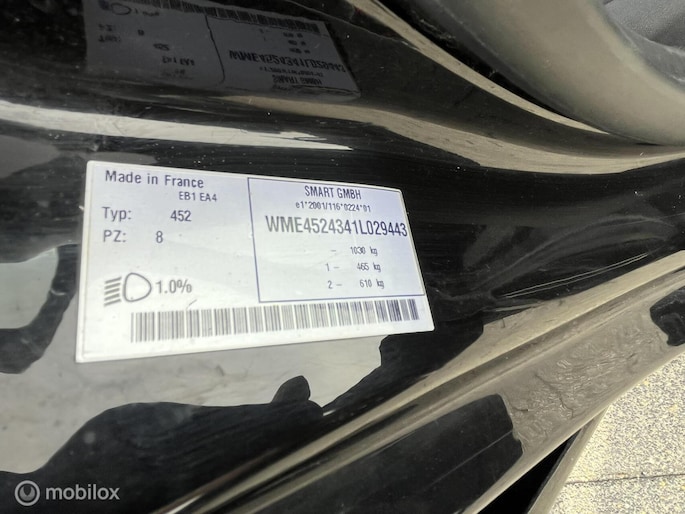 Made in France
EB1 EA4
Typ: 452
PZ: 8
1.0%
SMART GMBH
e1*2001/116*0224*01
WME4524341L029443
– 1030 kg
1 – 465 kg
2 – 610 kg
mobilox